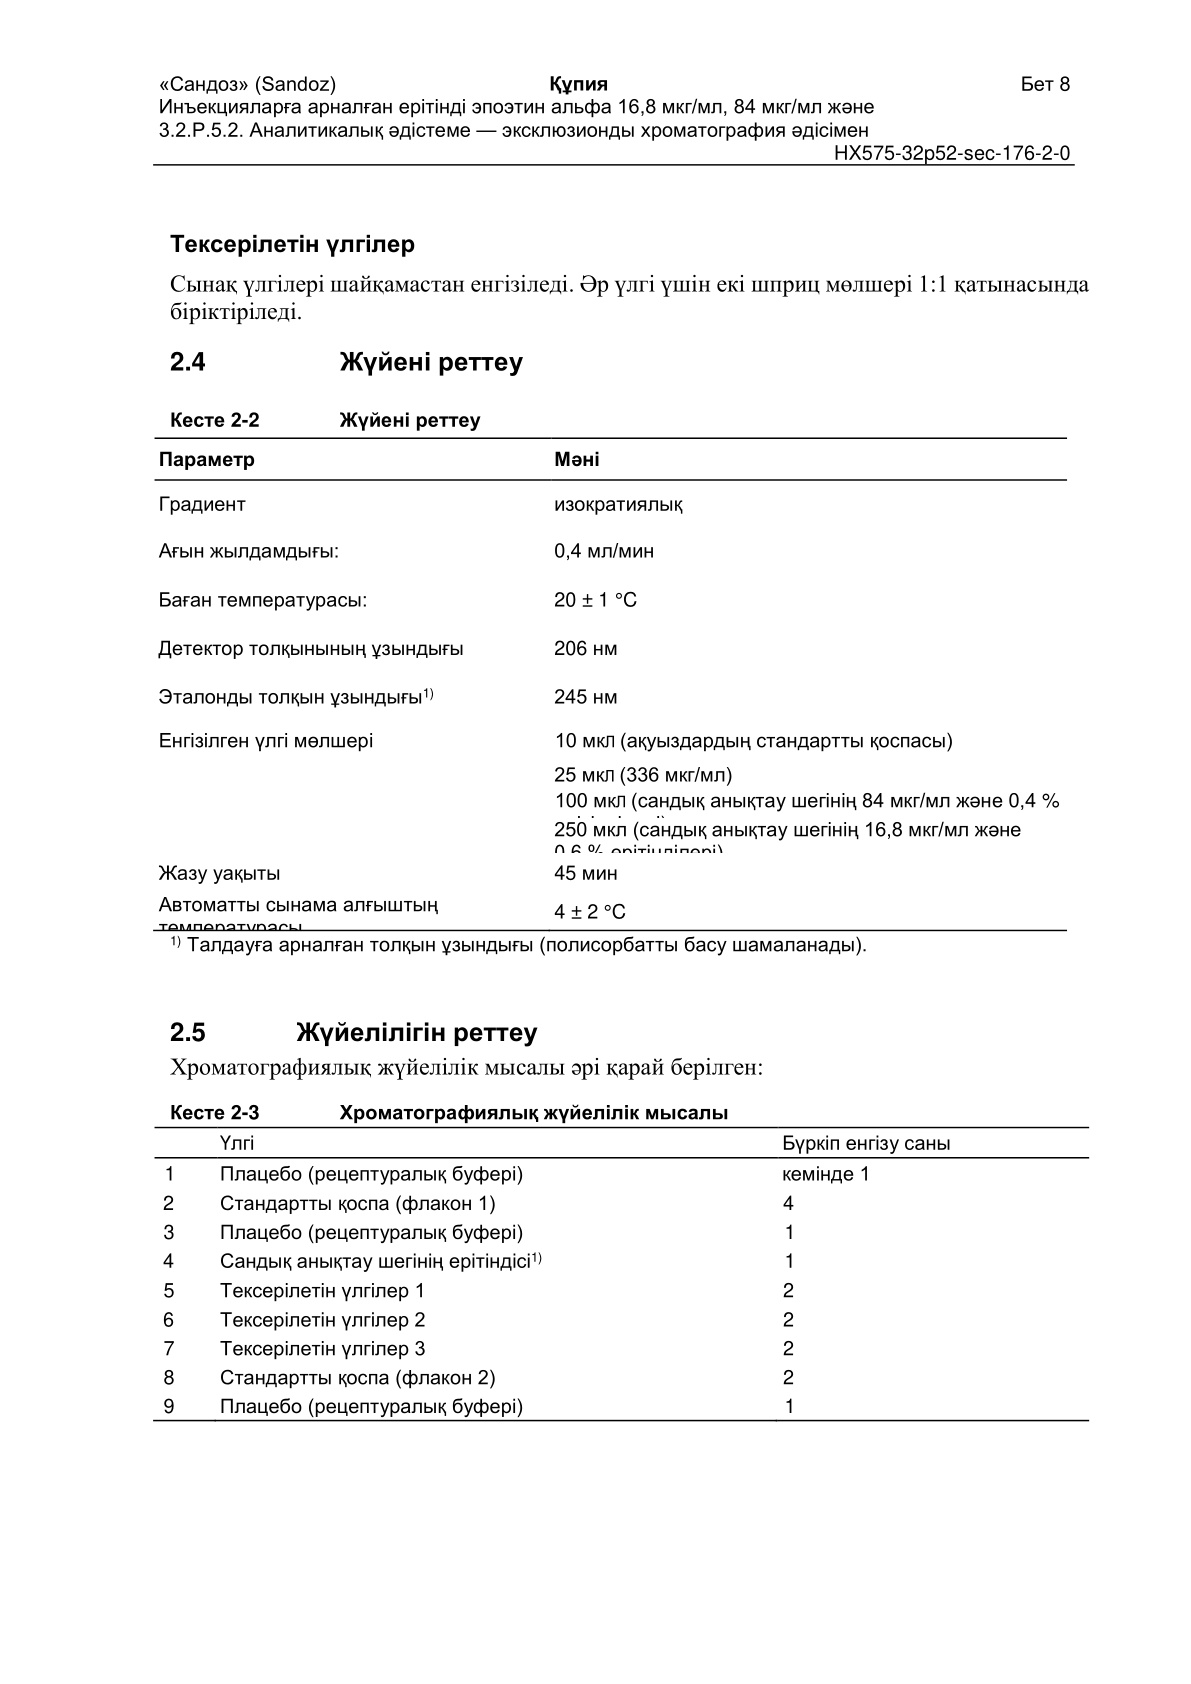 «Сандоз» (Sandoz) Құпия Бет 8
Инъекцияларға арналған ерітінді эпоэтин альфа 16,8 мкг/мл, 84 мкг/мл және
3.2.P.5.2. Аналитикалық әдістеме — эксклюзионды хроматография әдісімен
HX575-32p52-sec-176-2-0
Тексерілетін үлгілер
Сынақ үлгілері шайқамастан енгізіледі. Әр үлгі үшін екі шприц мөлшері 1:1 қатынасында
біріктіріледі.
2.4 Жүйені реттеу
Кесте 2-2 Жүйені реттеу
Параметр Мәні
Градиент изократиялық
Ағын жылдамдығы: 0,4 мл/мин
Баған температурасы: 20 ± 1 °C
Детектор толқынының ұзындығы 206 нм
Эталонды толқын ұзындығы1) 245 нм
Енгізілген үлгі мөлшері 10 мкл (ақуыздардың стандартты қоспасы)
25 мкл (336 мкг/мл)
100 мкл (сандық анықтау шегінің 84 мкг/мл және 0,4 %
250 мкл (сандық анықтау шегінің 16,8 мкг/мл және
0,6 % ерітінділері)
Жазу уақыты 45 мин
Автоматты сынама алғыштың 4 ± 2 °C
температурасы
1) Талдауға арналған толқын ұзындығы (полисорбатты басу шамаланады).
2.5 Жүйелілігін реттеу
Хроматографиялық жүйелілік мысалы әрі қарай берілген:
Кесте 2-3 Хроматографиялық жүйелілік мысалы
Үлгі Бүркіп енгізу саны
1 Плацебо (рецептуралық буфері) кемінде 1
2 Стандартты қоспа (флакон 1) 4
3 Плацебо (рецептуралық буфері) 1
4 Сандық анықтау шегінің ерітіндісі1) 1
5 Тексерілетін үлгілер 1 2
6 Тексерілетін үлгілер 2 2
7 Тексерілетін үлгілер 3 2
8 Стандартты қоспа (флакон 2) 2
9 Плацебо (рецептуралық буфері) 1